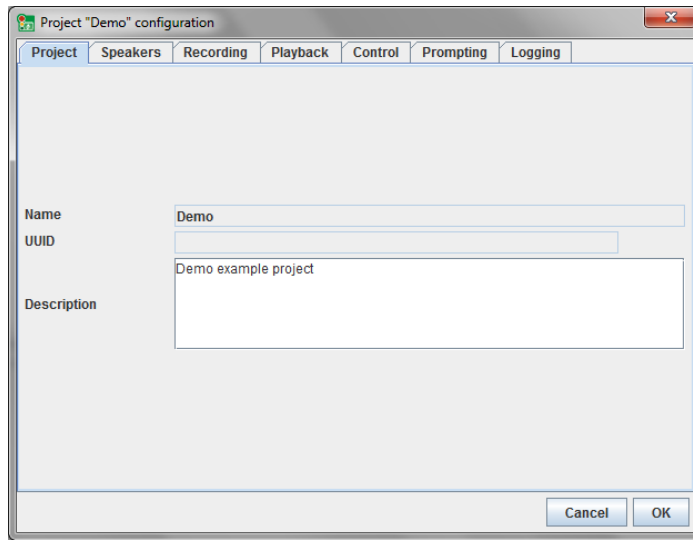 Project "Demo" configuration
Project Speakers Recording Playback Control Prompting Logging
Name Demo
UUID
Demo example project
Description
Cancel OK